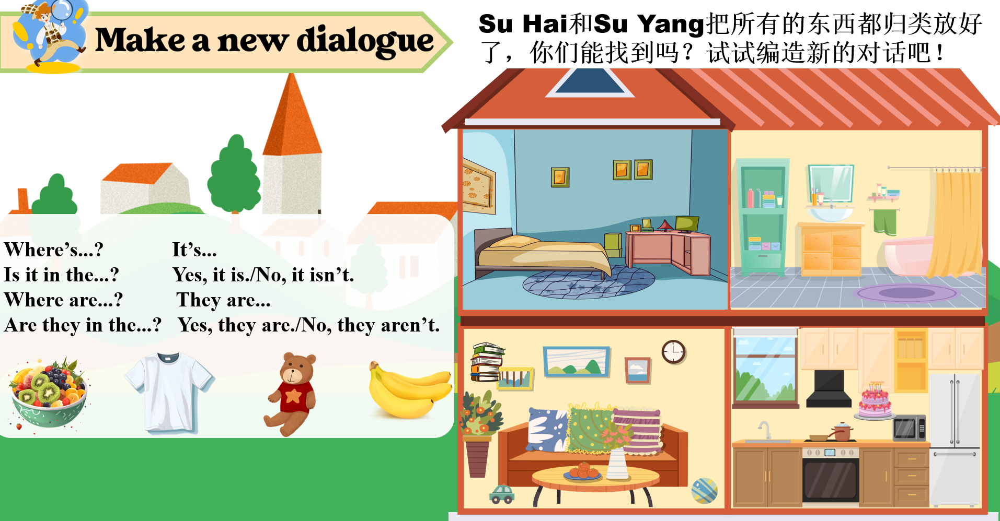 Make a new dialogue
Su Hai和Su Yang把所有的东西都归类放好
了，你们能找到吗？试试编造新的对话吧！
Where’s...? It’s...
Is it in the...? Yes, it is./No, it isn’t.
Where are...? They are...
Are they in the...? Yes, they are./No, they aren’t.